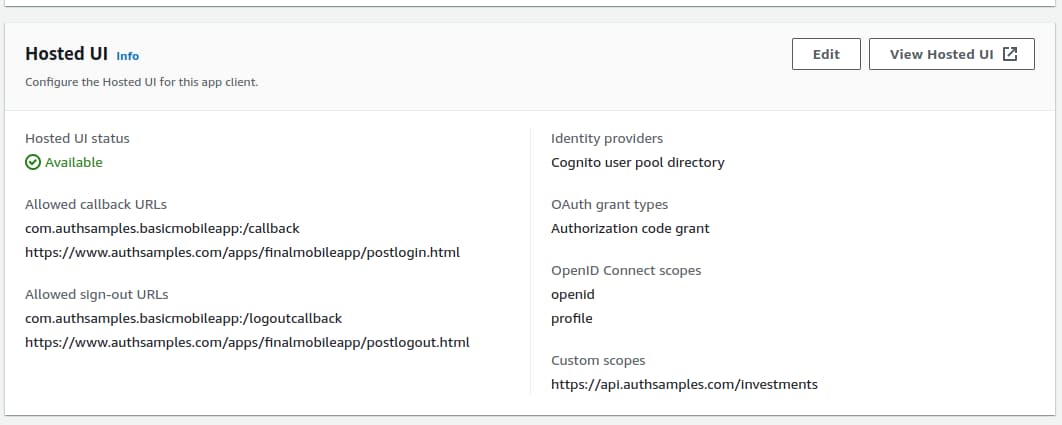 Hosted UI Info
Edit
View Hosted UI
Configure the Hosted UI for this app client.
Hosted UI status
Available
Allowed callback URLs
com.authsamples.basicmobileapp:/callback
https://www.authsamples.com/apps/finalmobileapp/postlogin.html
Allowed sign-out URLs
com.authsamples.basicmobileapp:/logoutcallback
https://www.authsamples.com/apps/finalmobileapp/postlogout.html
Identity providers
Cognito user pool directory
OAuth grant types
Authorization code grant
OpenID Connect scopes
openid
profile
Custom scopes
https://api.authsamples.com/investments